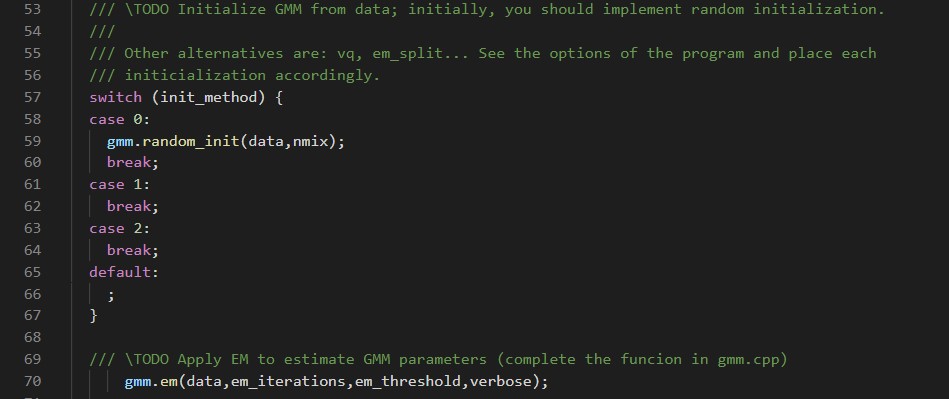 53 /// \TODO Initialize GMM from data; initially, you should implement random initialization.
54 ///
55 /// Other alternatives are: vq, em_split... See the options of the program and place each
56 /// initicialization accordingly.
57 switch (init_method) {
58 case 0:
59 gmm.random_init(data,nmix);
60 break;
61 case 1:
62 break;
63 case 2:
64 break;
65 default:
66 ;
67 }
68
69 /// \TODO Apply EM to estimate GMM parameters (complete the funcion in gmm.cpp)
70 gmm.em(data,em_iterations,em_threshold,verbose);